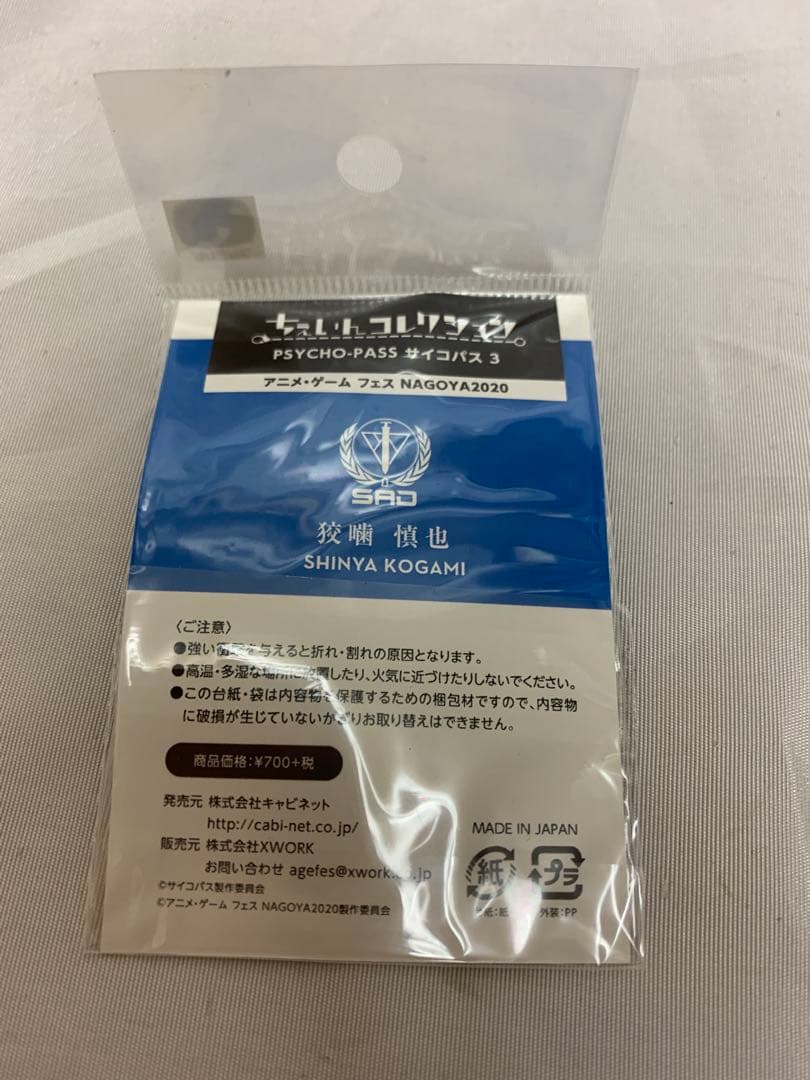 ちぇいんコレクション
PSYCHO-PASS サイコパス 3
アニメ・ゲーム フェス NAGOYA2020
SAD
狡噛 慎也
SHINYA KOGAMI
〈ご注意〉
●強い衝撃を与えると折れ・割れの原因となります。
●高温・多湿な場所に放置したり、火気に近づけたりしないでください。
●この台紙・袋は内容物を保護するための梱包材ですので、内容物
に破損が生じていないかぎりお取り替えはできません。
商品価格:¥700+税
発売元 株式会社キャビネット
http://cabi-net.co.jp/
販売元 株式会社XWORK
お問い合わせ agefes@xwork.co.jp
©サイコパス製作委員会
©アニメ・ゲーム フェス NAGOYA2020製作委員会
MADE IN JAPAN
紙 プラ
紙:紙 外装:PP